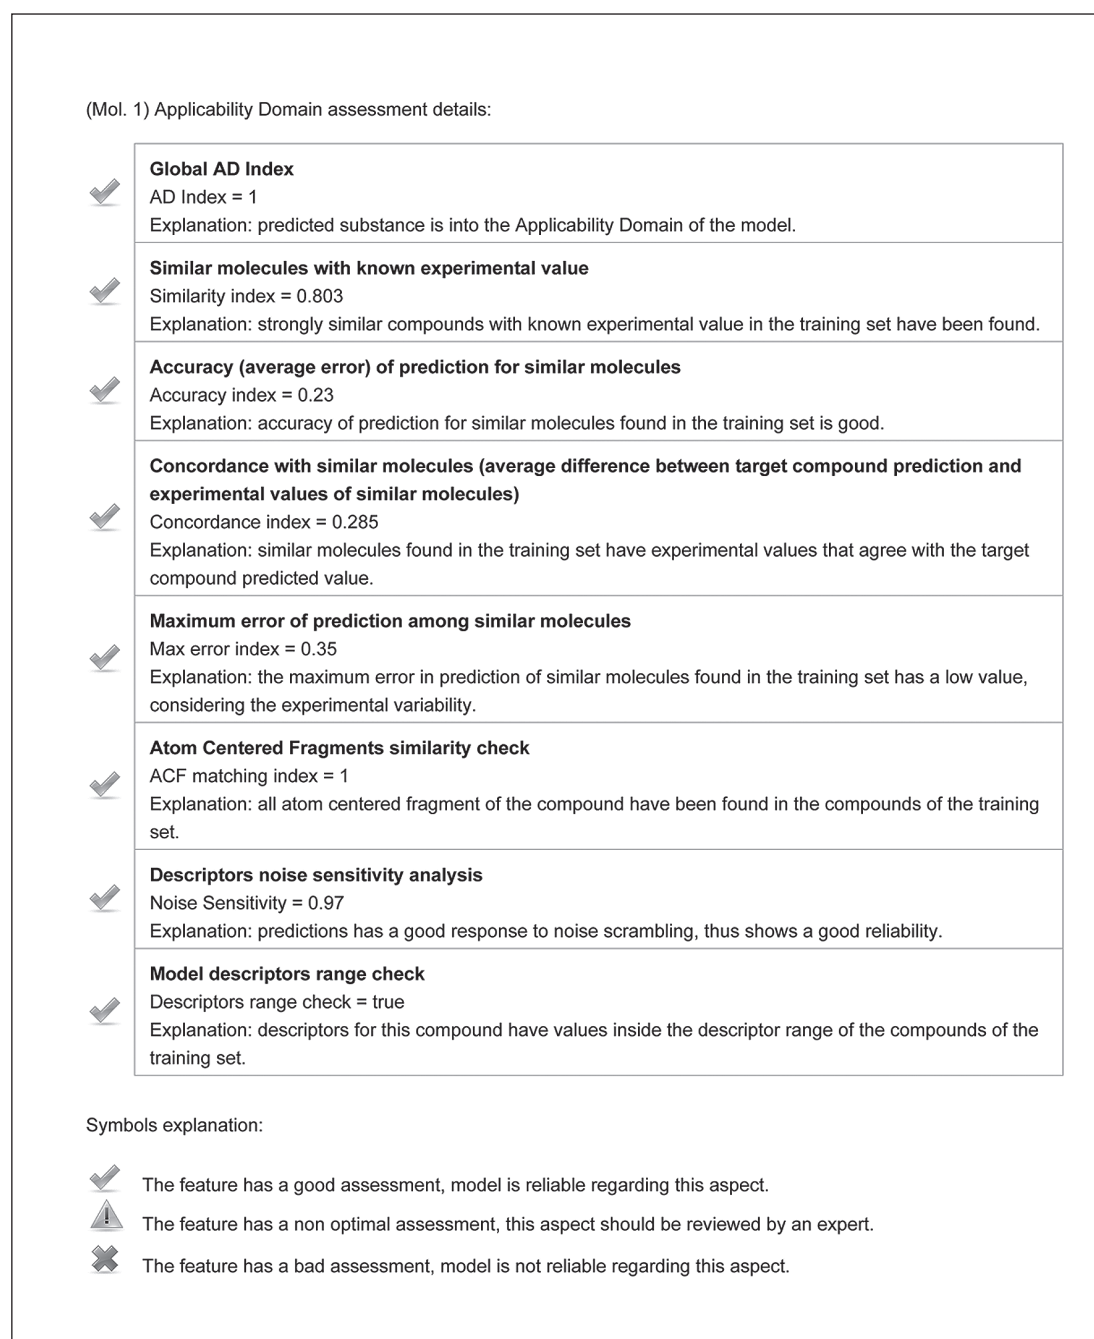 (Mol. 1) Applicability Domain assessment details:
Global AD Index
AD Index = 1
Explanation: predicted substance is into the Applicability Domain of the model.
Similar molecules with known experimental value
Similarity index = 0.803
Explanation: strongly similar compounds with known experimental value in the training set have been found.
Accuracy (average error) of prediction for similar molecules
Accuracy index = 0.23
Explanation: accuracy of prediction for similar molecules found in the training set is good.
Concordance with similar molecules (average difference between target compound prediction and
experimental values of similar molecules)
Concordance index = 0.285
Explanation: similar molecules found in the training set have experimental values that agree with the target
compound predicted value.
Maximum error of prediction among similar molecules
Max error index = 0.35
Explanation: the maximum error in prediction of similar molecules found in the training set has a low value,
considering the experimental variability.
Atom Centered Fragments similarity check
ACF matching index = 1
Explanation: all atom centered fragment of the compound have been found in the compounds of the training
set.
Descriptors noise sensitivity analysis
Noise Sensitivity = 0.97
Explanation: predictions has a good response to noise scrambling, thus shows a good reliability.
Model descriptors range check
Descriptors range check = true
Explanation: descriptors for this compound have values inside the descriptor range of the compounds of the
training set.
Symbols explanation:
The feature has a good assessment, model is reliable regarding this aspect.
The feature has a non optimal assessment, this aspect should be reviewed by an expert.
The feature has a bad assessment, model is not reliable regarding this aspect.